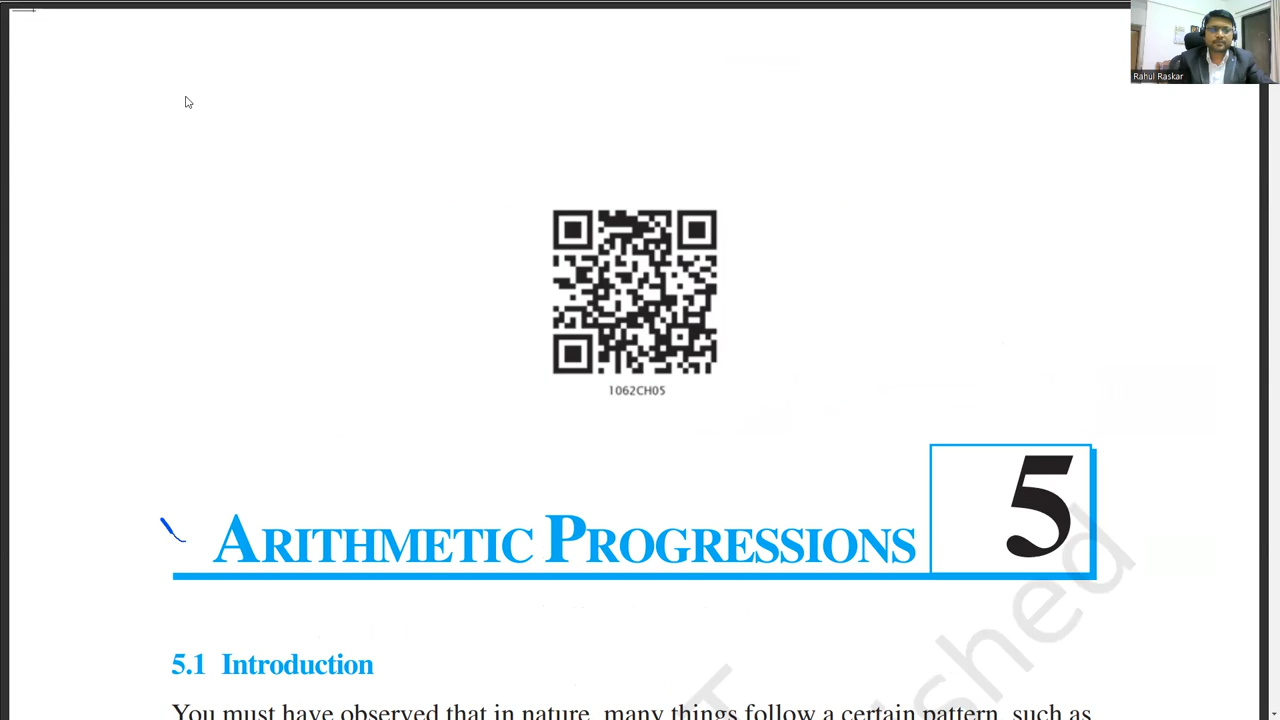 Rahul Raskar
1062CH05
5
ARITHMETIC PROGRESSIONS
5.1 Introduction
You must have observed that in nature, many things follow a certain pattern, such as